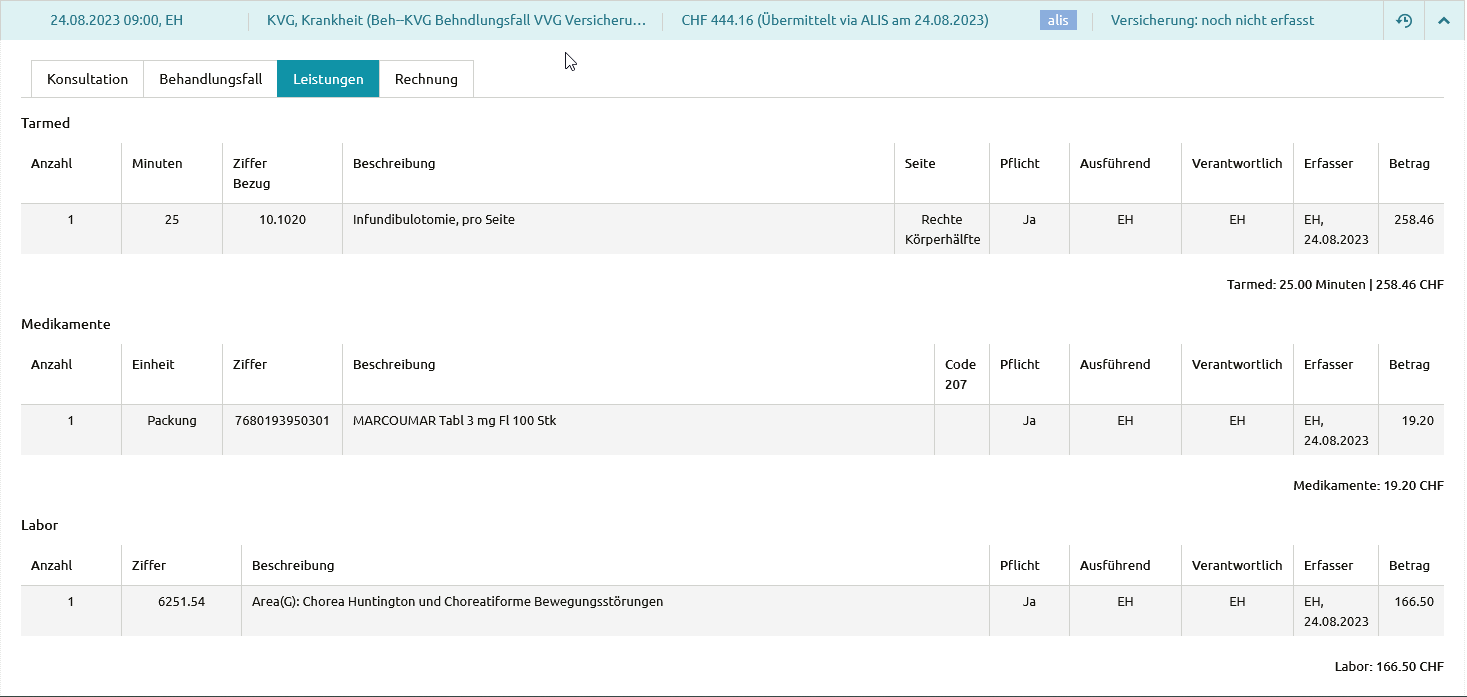 24.08.2023 09:00, EH KVG, Krankheit (Beh--KVG Behndlungsfall VVG Versicheru... CHF 444.16 (Übermittelt via ALIS am 24.08.2023) alis Versicherung: noch nicht erfasst
Konsultation Behandlungsfall Leistungen Rechnung
Tarmed
Anzahl Minuten Ziffer Beschreibung Seite Pflicht Ausführend Verantwortlich Erfasser Betrag
Bezug
1 25 10.1020 Infundibulotomie, pro Seite Rechte Ja EH EH EH, 258.46
Körperhälfte 24.08.2023
Tarmed: 25.00 Minuten | 258.46 CHF
Medikamente
Anzahl Einheit Ziffer Beschreibung Code Pflicht Ausführend Verantwortlich Erfasser Betrag
207
1 Packung 7680193950301 MARCOUMAR Tabl 3 mg Fl 100 Stk Ja EH EH EH, 19.20
24.08.2023
Medikamente: 19.20 CHF
Labor
Anzahl Ziffer Beschreibung Pflicht Ausführend Verantwortlich Erfasser Betrag
1 6251.54 Area(G): Chorea Huntington und Choreatiforme Bewegungsstörungen Ja EH EH EH, 166.50
24.08.2023
Labor: 166.50 CHF